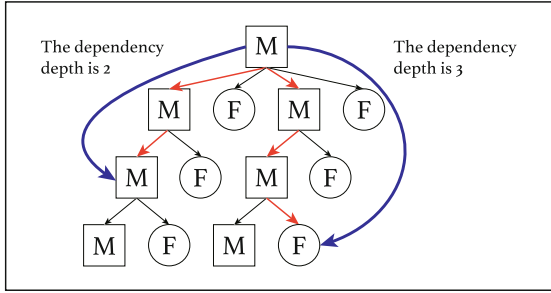 The dependency
depth is 2
M
The dependency
depth is 3
M F M F
M F M F
M F M F